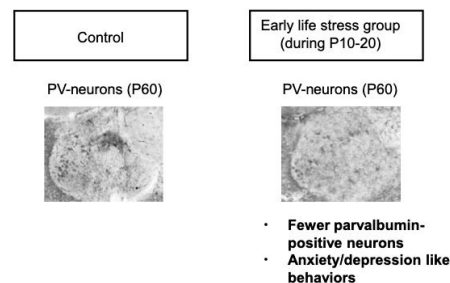 Control
Early life stress group
(during P10-20)
PV-neurons (P60)
PV-neurons (P60)
· Fewer parvalbumin-
positive neurons
· Anxiety/depression like
behaviors